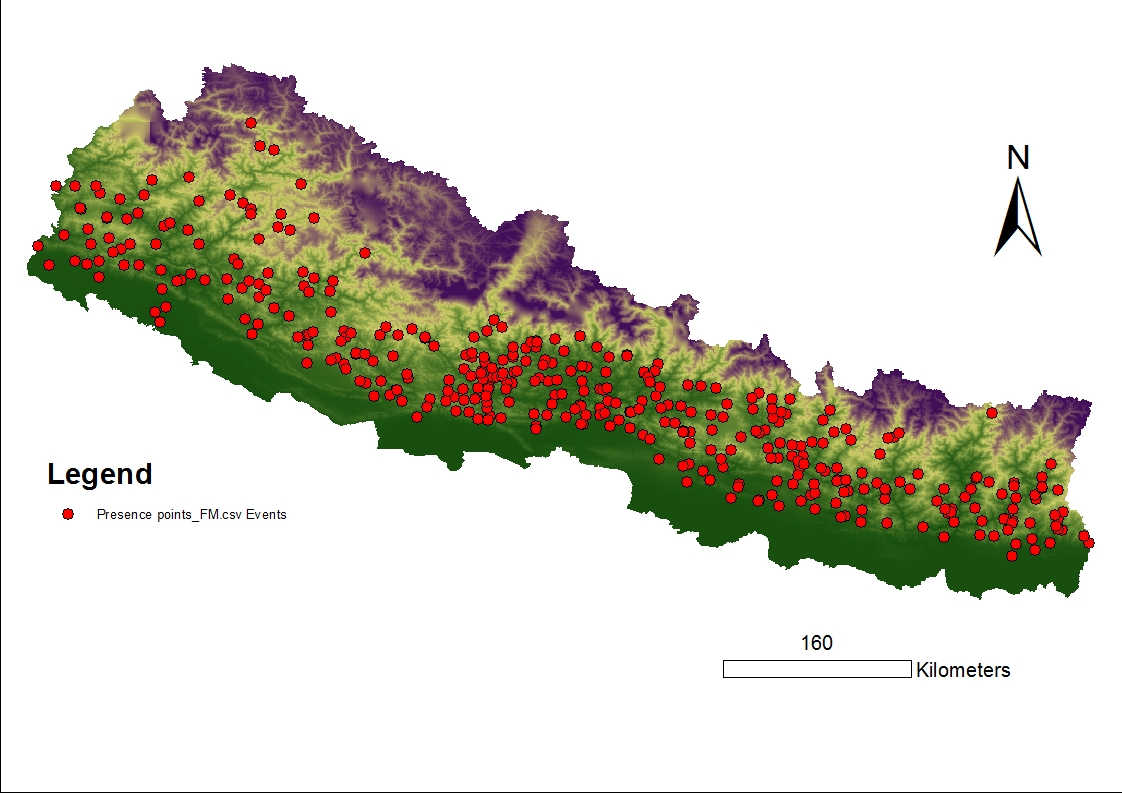 N
Legend
Presence points_FM.csv Events
160
Kilometers